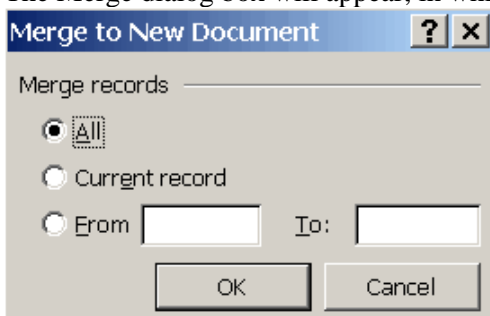 The Merge dialog box will appear, in whi
Merge to New Document ? ×
Merge records
All
Current record
From To:
OK Cancel